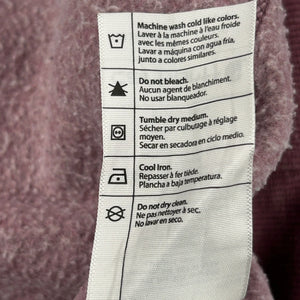 Machine wash cold like colors.
Laver à la machine à l'eau froide
avec les mêmes couleurs.
Lavar a máquina con agua fría,
junto a colores similares.
Do not bleach.
Aucun agent de blanchiment.
No usar blanqueador.
Tumble dry medium.
Sécher par culbutage à réglage
moyen.
Secar en secadora en ciclo medio.
Cool Iron.
Repasser à fer tiède.
Plancha a baja temperatura.
Do not dry clean.
Ne pas nettoyer à sec.
No lavar en seco.